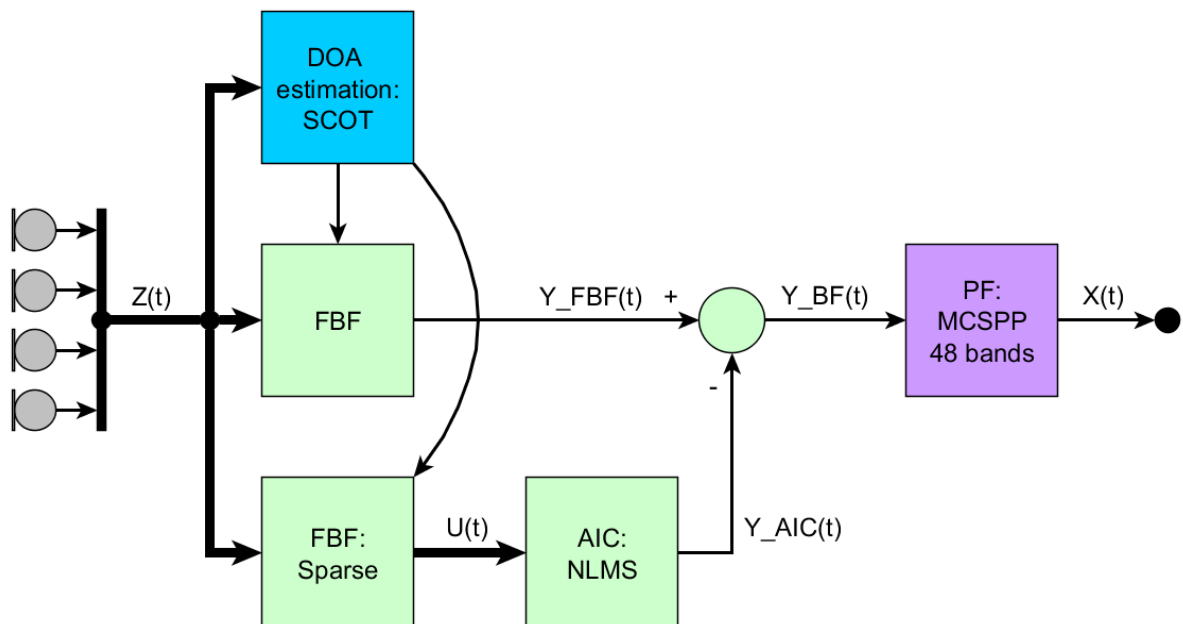 DOA
estimation:
SCOT
Z(t)
FBF
Y_FBF(t)
+
-
Y_BF(t)
PF:
MCSPP
48 bands
X(t)
FBF:
Sparse
U(t)
AIC:
NLMS
Y_AIC(t)